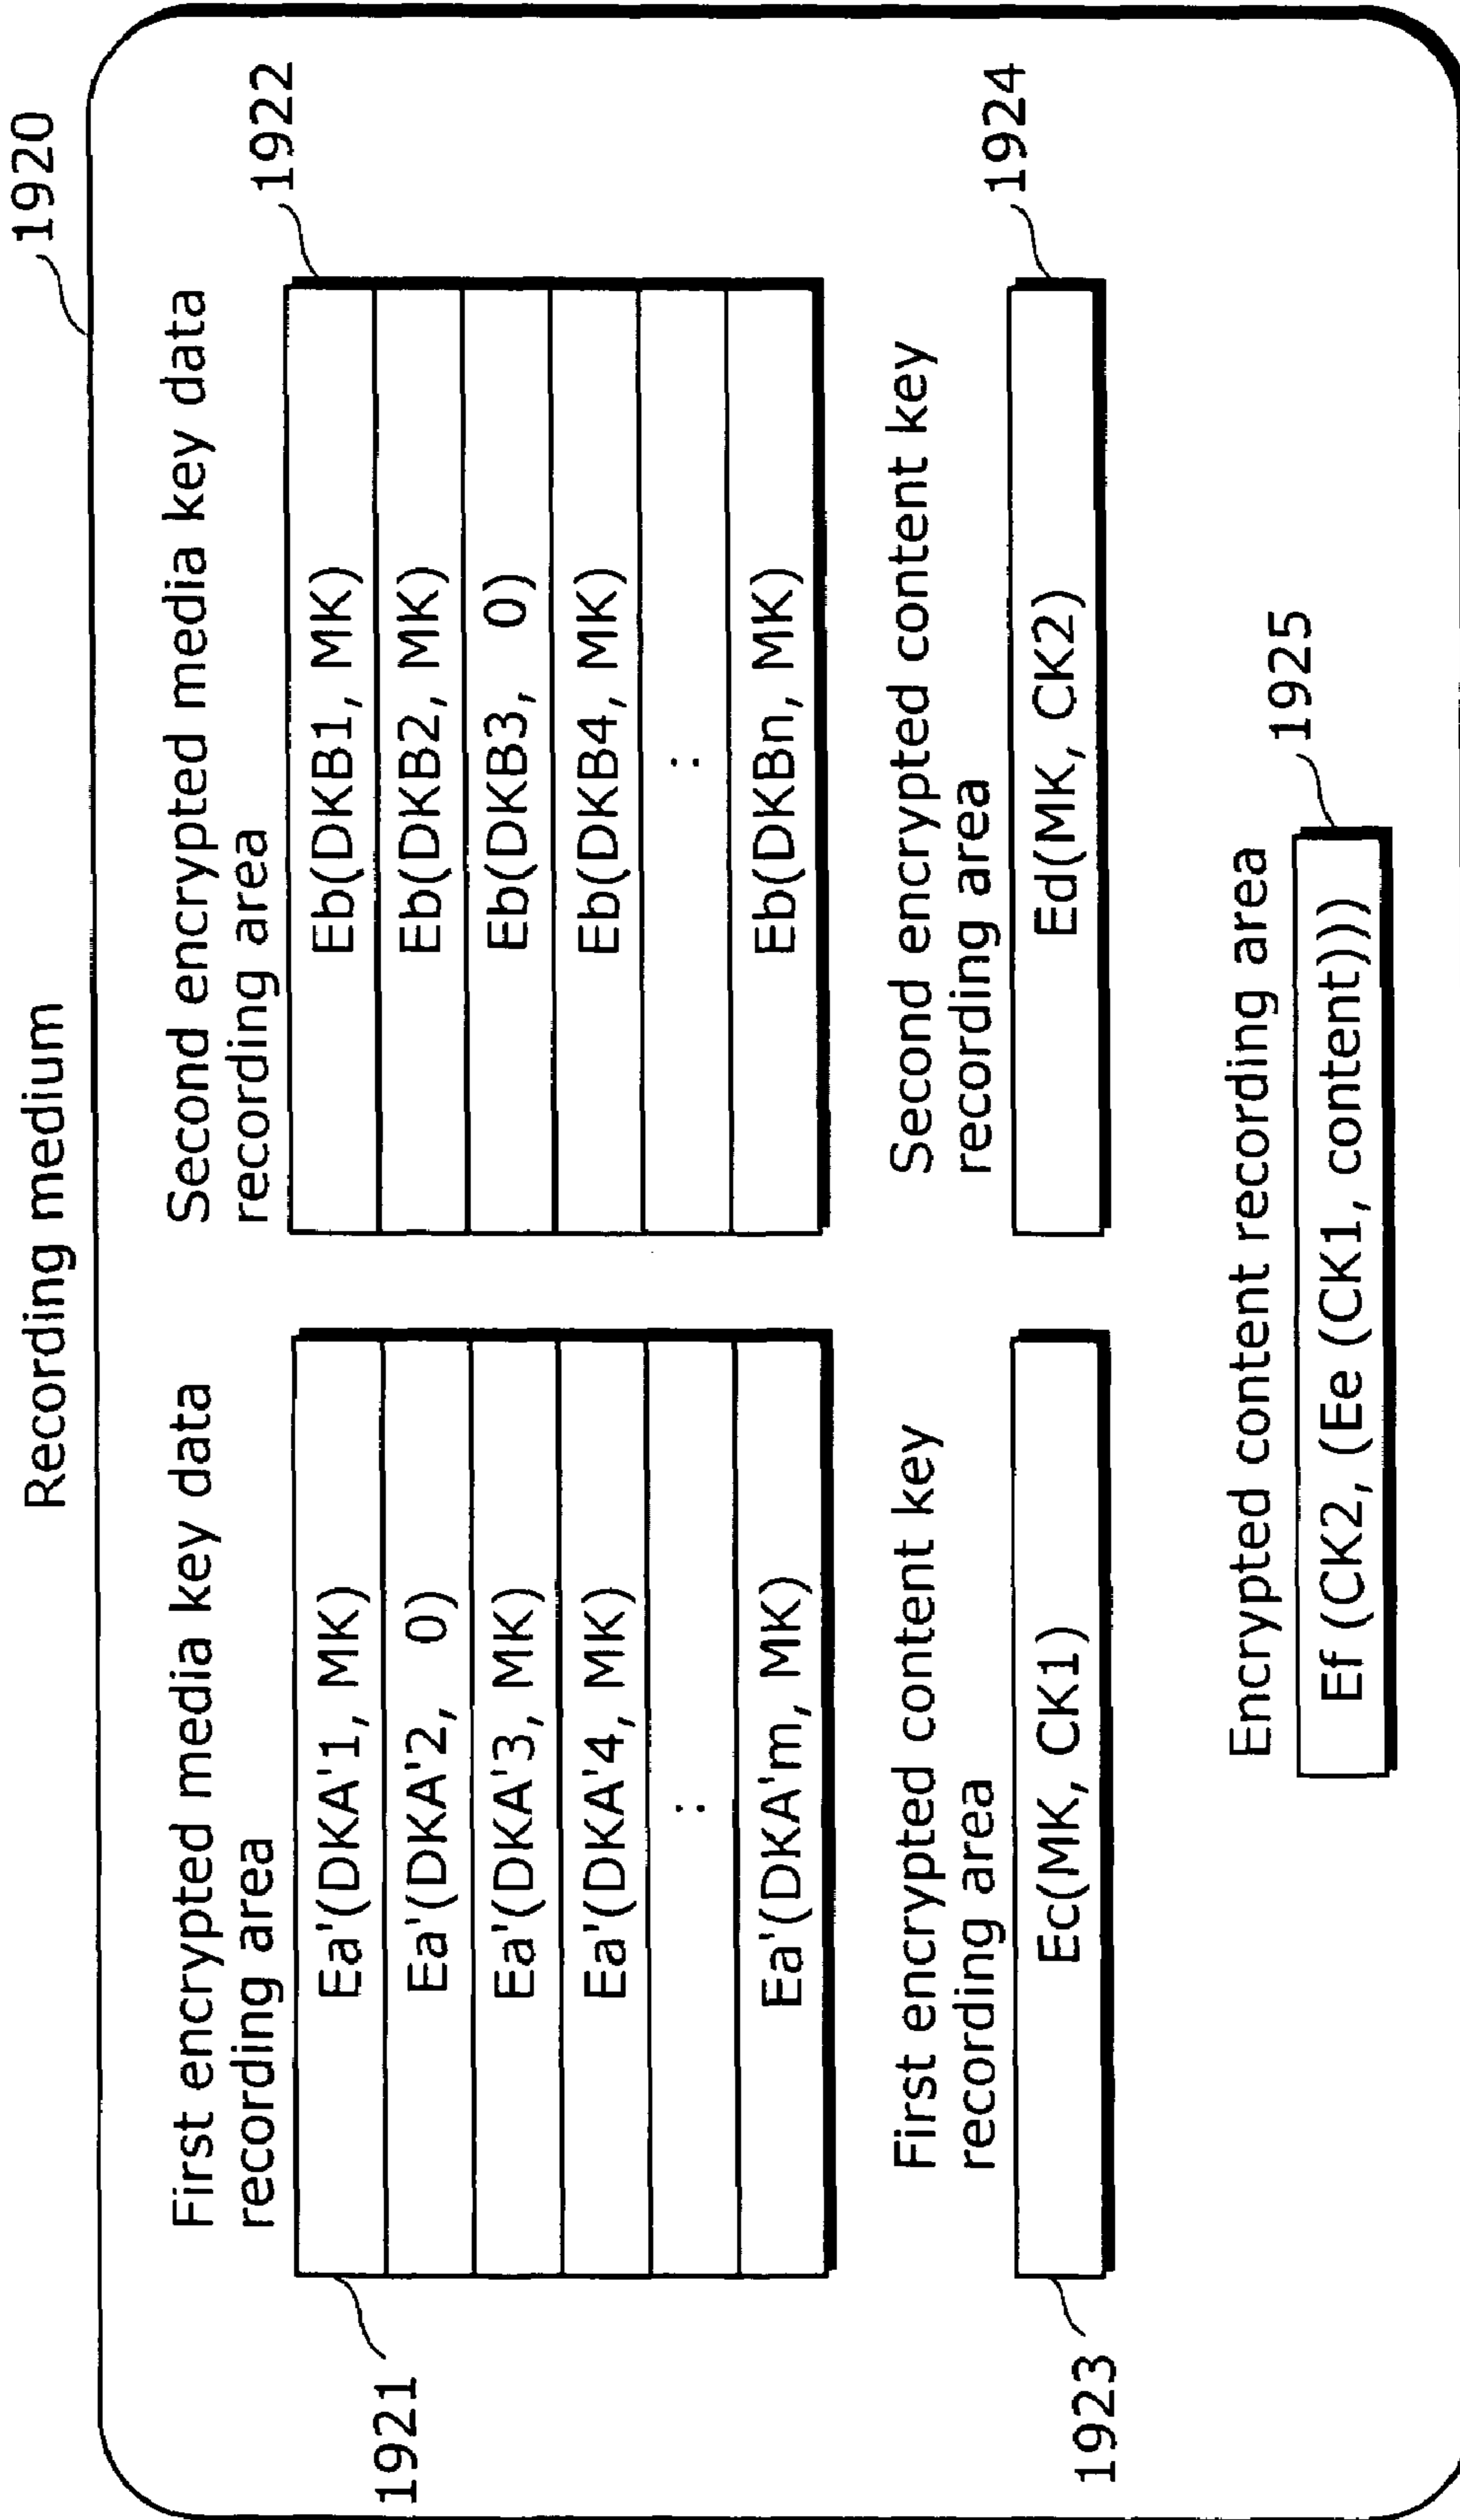 Recording medium
1920
First encrypted media key data
recording area
1921
Ea'(DKA'1, MK)
Ea'(DKA'2, 0)
Ea'(DKA'3, MK)
Ea'(DKA'4, MK)
:
Ea'(DKA'm, MK)
Second encrypted media key data
recording area
1922
Eb(DKB1, MK)
Eb(DKB2, MK)
Eb(DKB3, 0)
Eb(DKB4, MK)
:
Eb(DKBn, MK)
First encrypted content key
recording area
1923
Ec(MK, CK1)
Second encrypted content key
recording area
1924
Ed(MK, CK2)
Encrypted content recording area
1925
Ef (CK2, (Ee (CK1, content))))